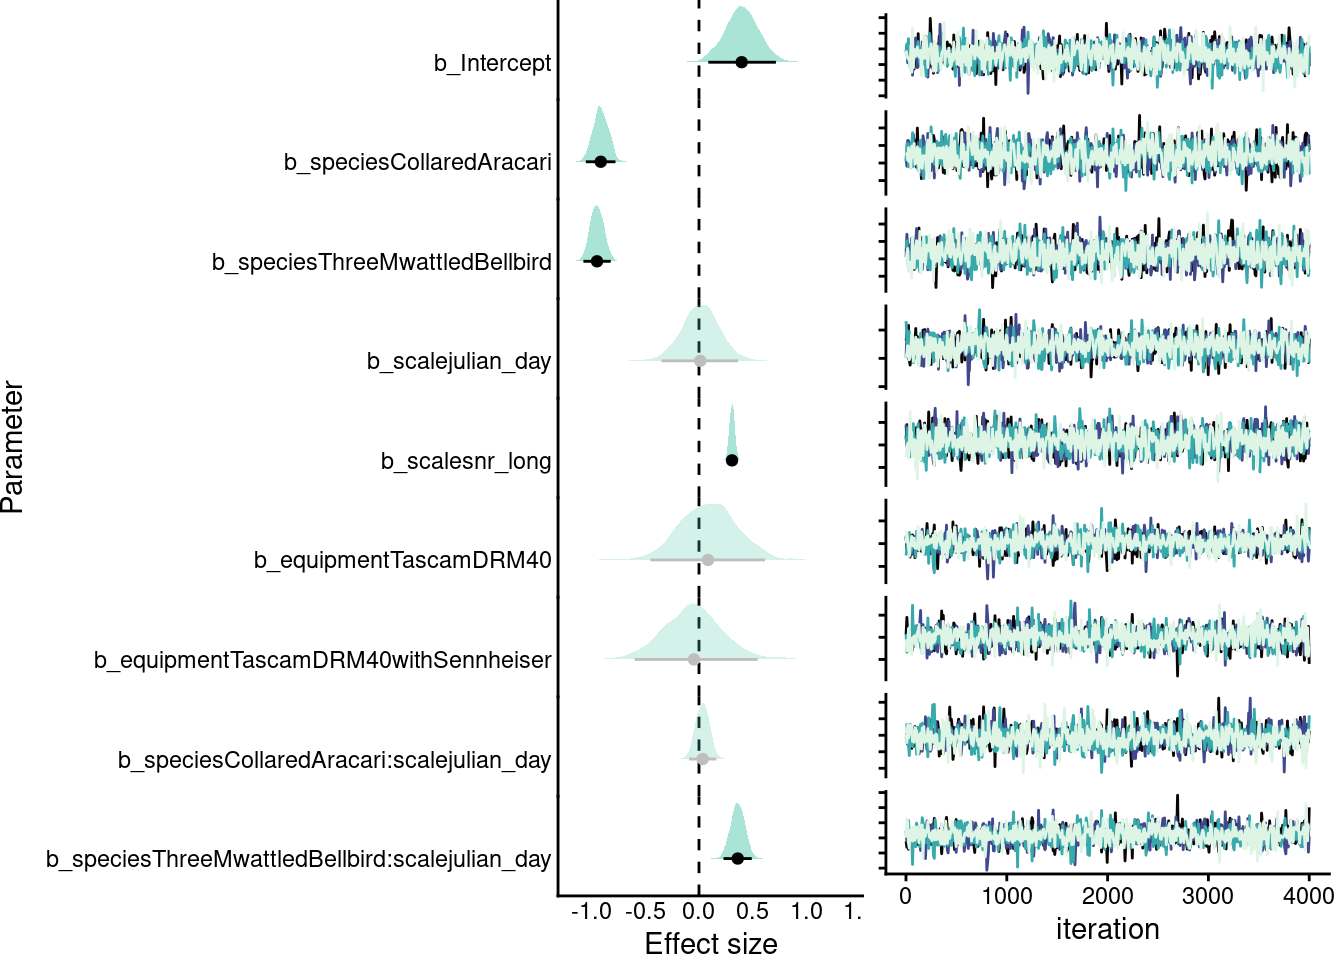 Parameter
b_Intercept
b_speciesCollaredAracari
b_speciesThreeMwattledBellbird
b_scalejulian_day
b_scalesnr_long
b_equipmentTascamDRM40
b_equipmentTascamDRM40withSennheiser
b_speciesCollaredAracari:scalejulian_day
b_speciesThreeMwattledBellbird:scalejulian_day
-1.0 -0.5 0.0 0.5 1.0 1.
Effect size
0 1000 2000 3000 4000
iteration